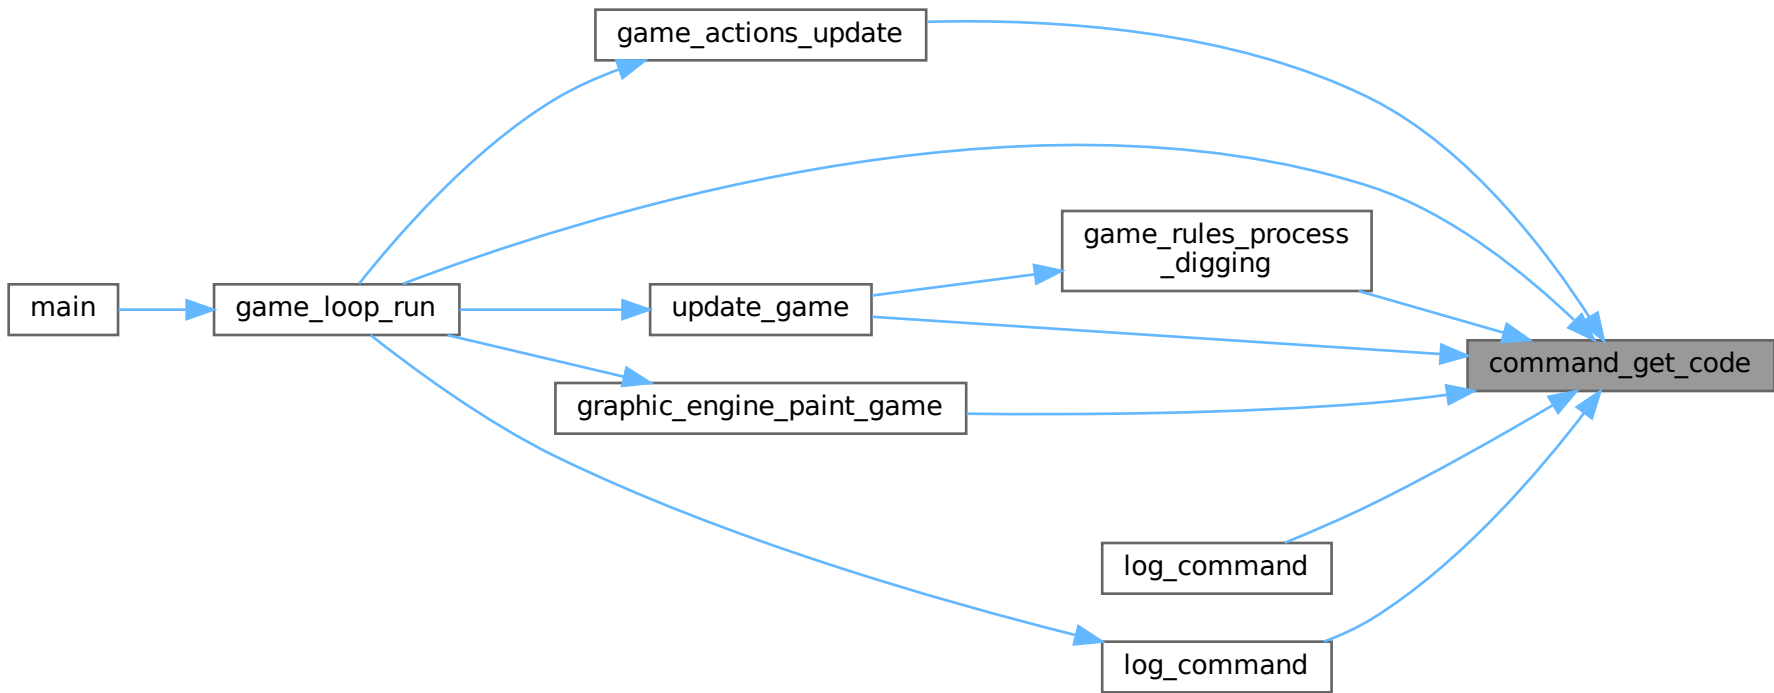 game_actions_update
game_rules_process
_digging
main
game_loop_run
update_game
command_get_code
graphic_engine_paint_game
log_command
log_command